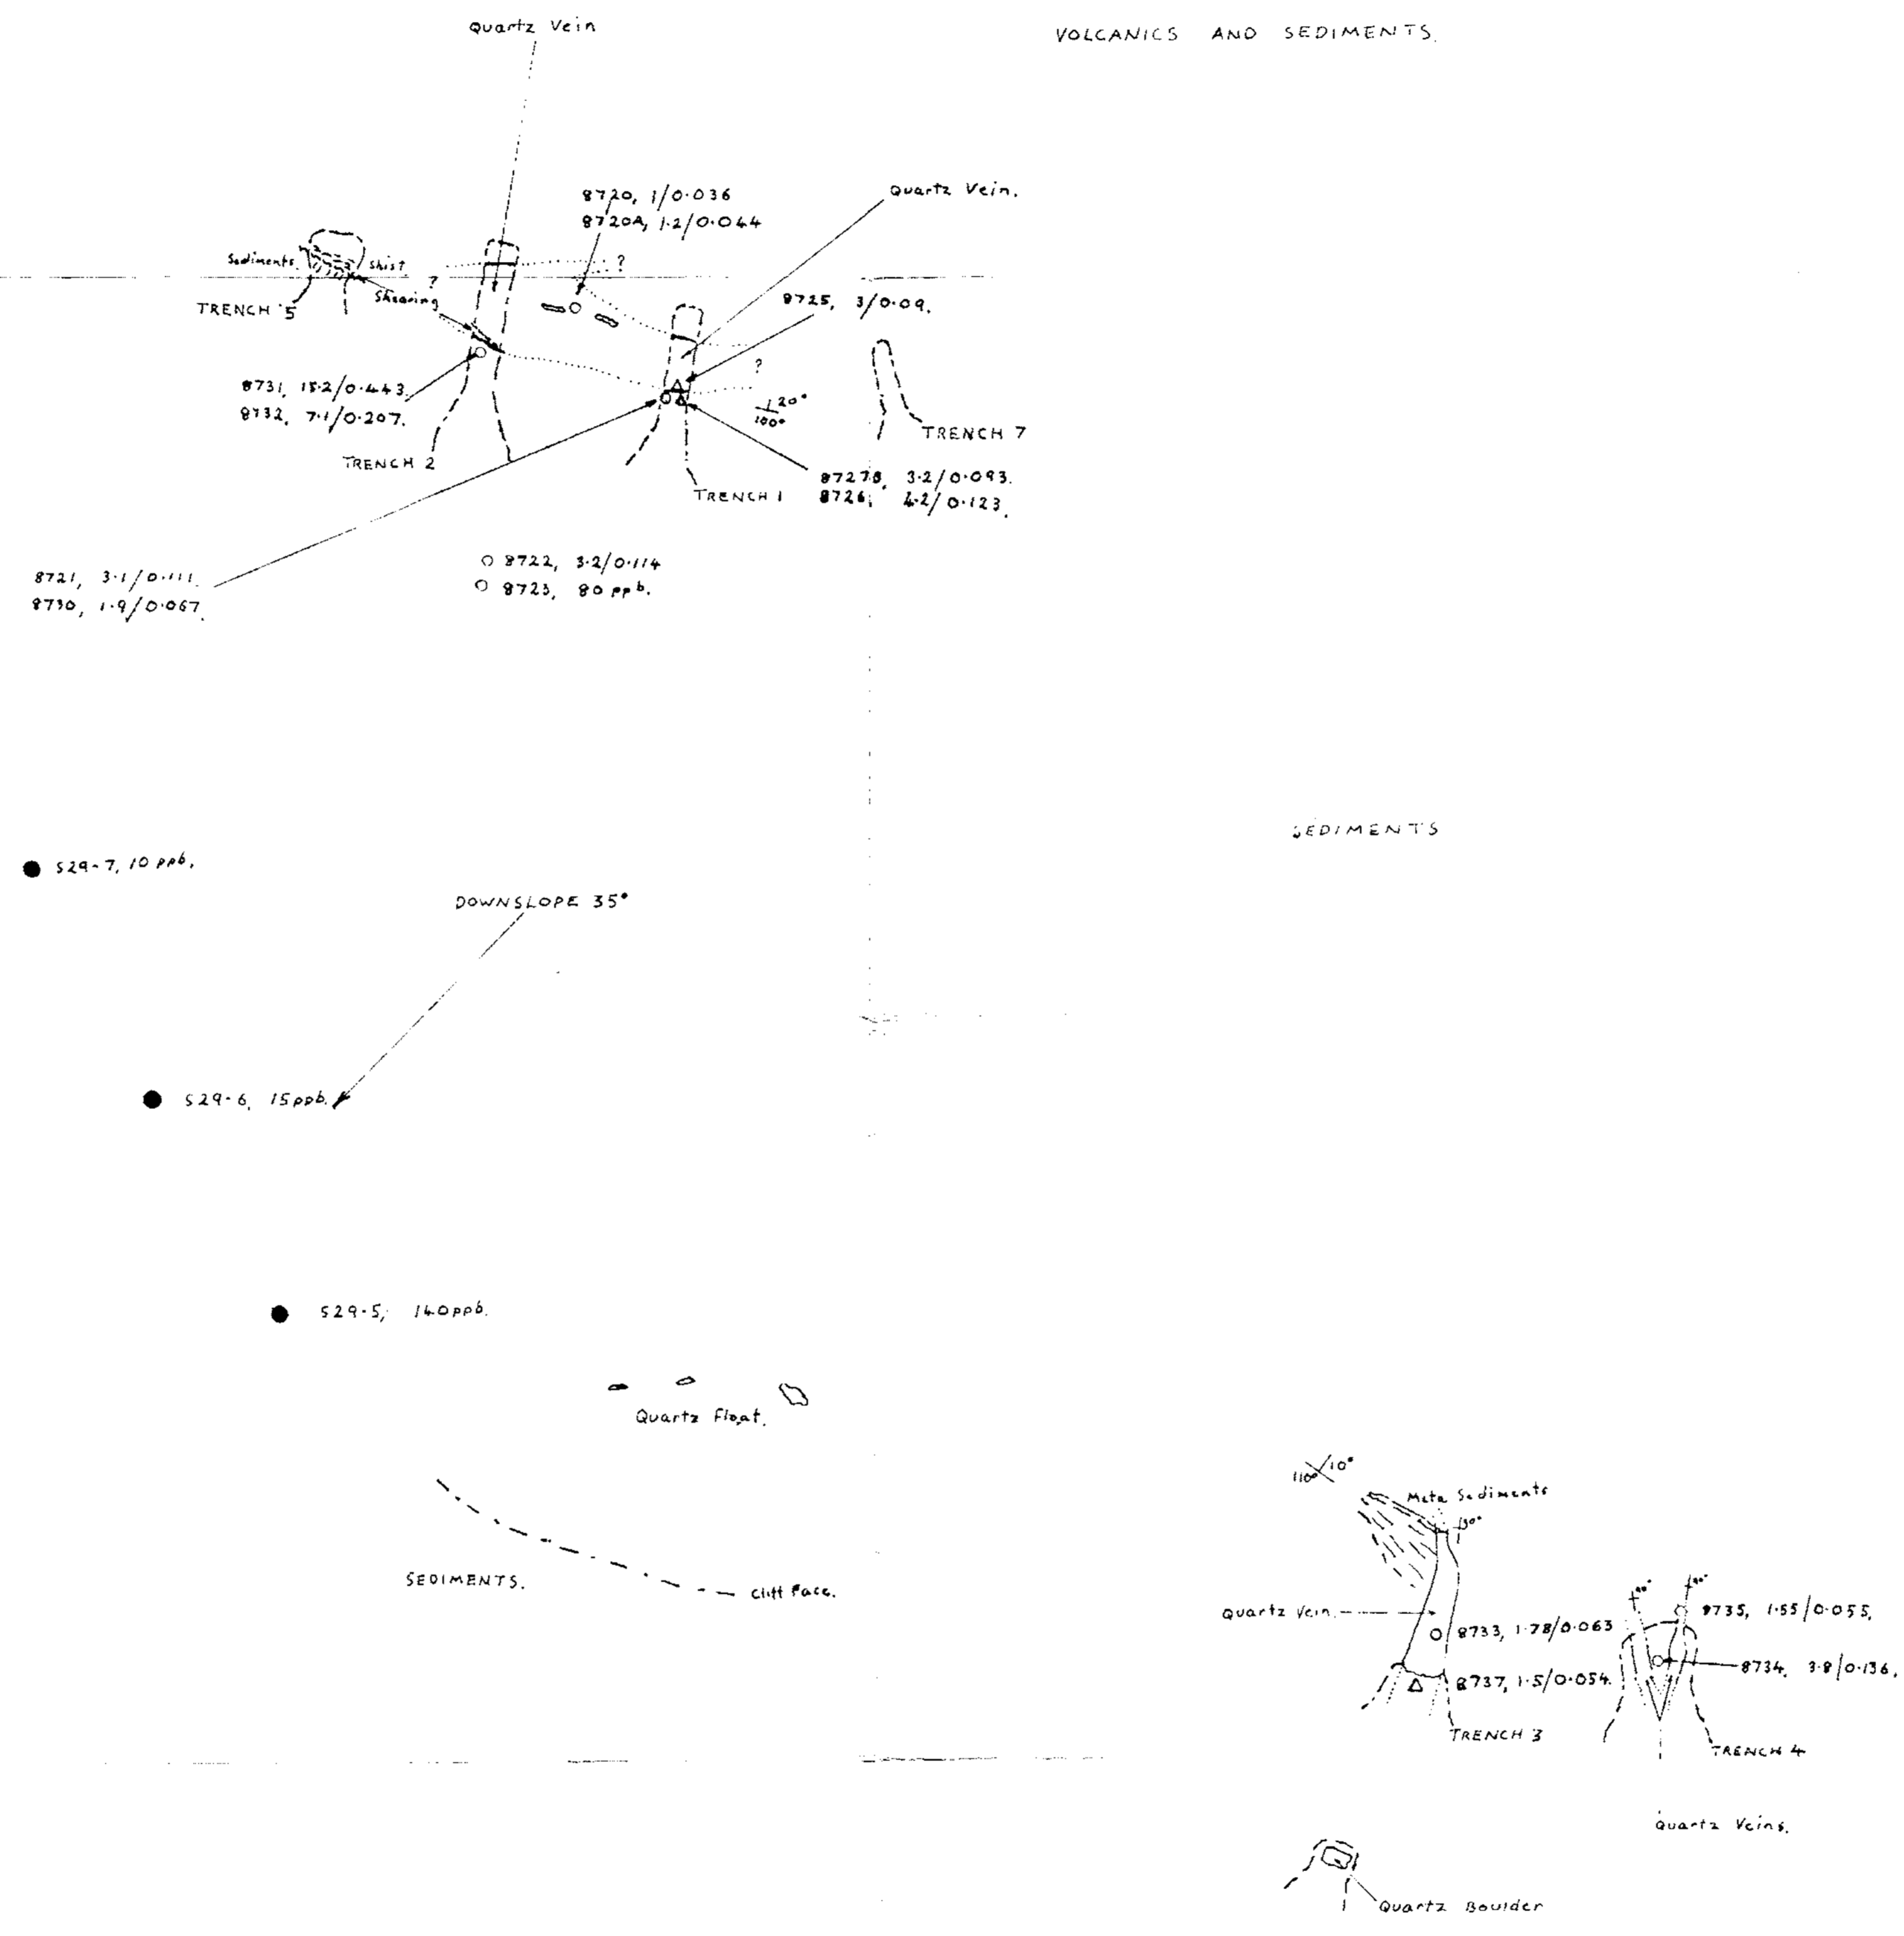 Quartz Vein
VOLCANICS AND SEDIMENTS.
8720, 1/0.036
8720A, 1.2/0.044
Quartz Vein.
Sediments.
Shist.
?
?
Shearing
TRENCH 5
8725, 3/0.09.
?
8731, 15.2/0.443.
8732, 7.1/0.207.
20°
100°
TRENCH 7
TRENCH 2
8727B, 3.2/0.093.
TRENCH 1
8726, 4.2/0.123.
8722, 3.2/0.114
8723, 80 ppb.
8721, 3.1/0.111.
8730, 1.9/0.067.
SEDIMENTS
S29-7, 10 ppb.
DOWNSLOPE 35°
S29-6, 15ppb.
S29-5, 140ppb.
Quartz Float.
110° 10°
Meta Sediments
30°
SEDIMENTS.
Cliff Face.
Quartz Vein.
8733, 1.78/0.063
8735, 1.55/0.055.
8734, 3.8/0.136.
8737, 1.5/0.054.
TRENCH 3
TRENCH 4
Quartz Veins.
Quartz Boulder